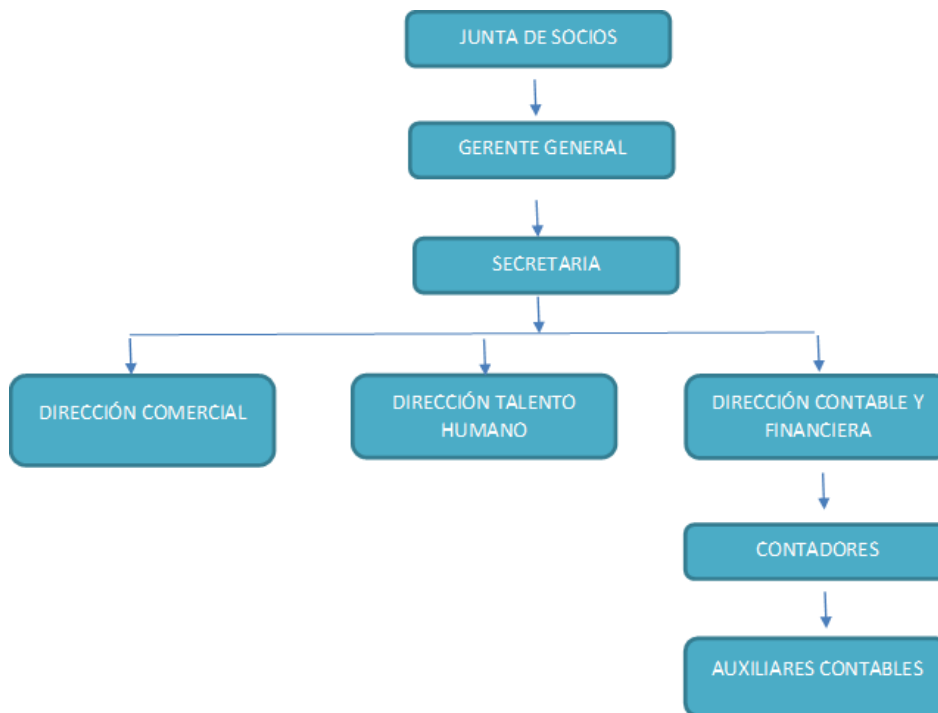 JUNTA DE SOCIOS
GERENTE GENERAL
SECRETARIA
DIRECCIÓN COMERCIAL
DIRECCIÓN TALENTO
HUMANO
DIRECCIÓN CONTABLE Y
FINANCIERA
CONTADORES
AUXILIARES CONTABLES